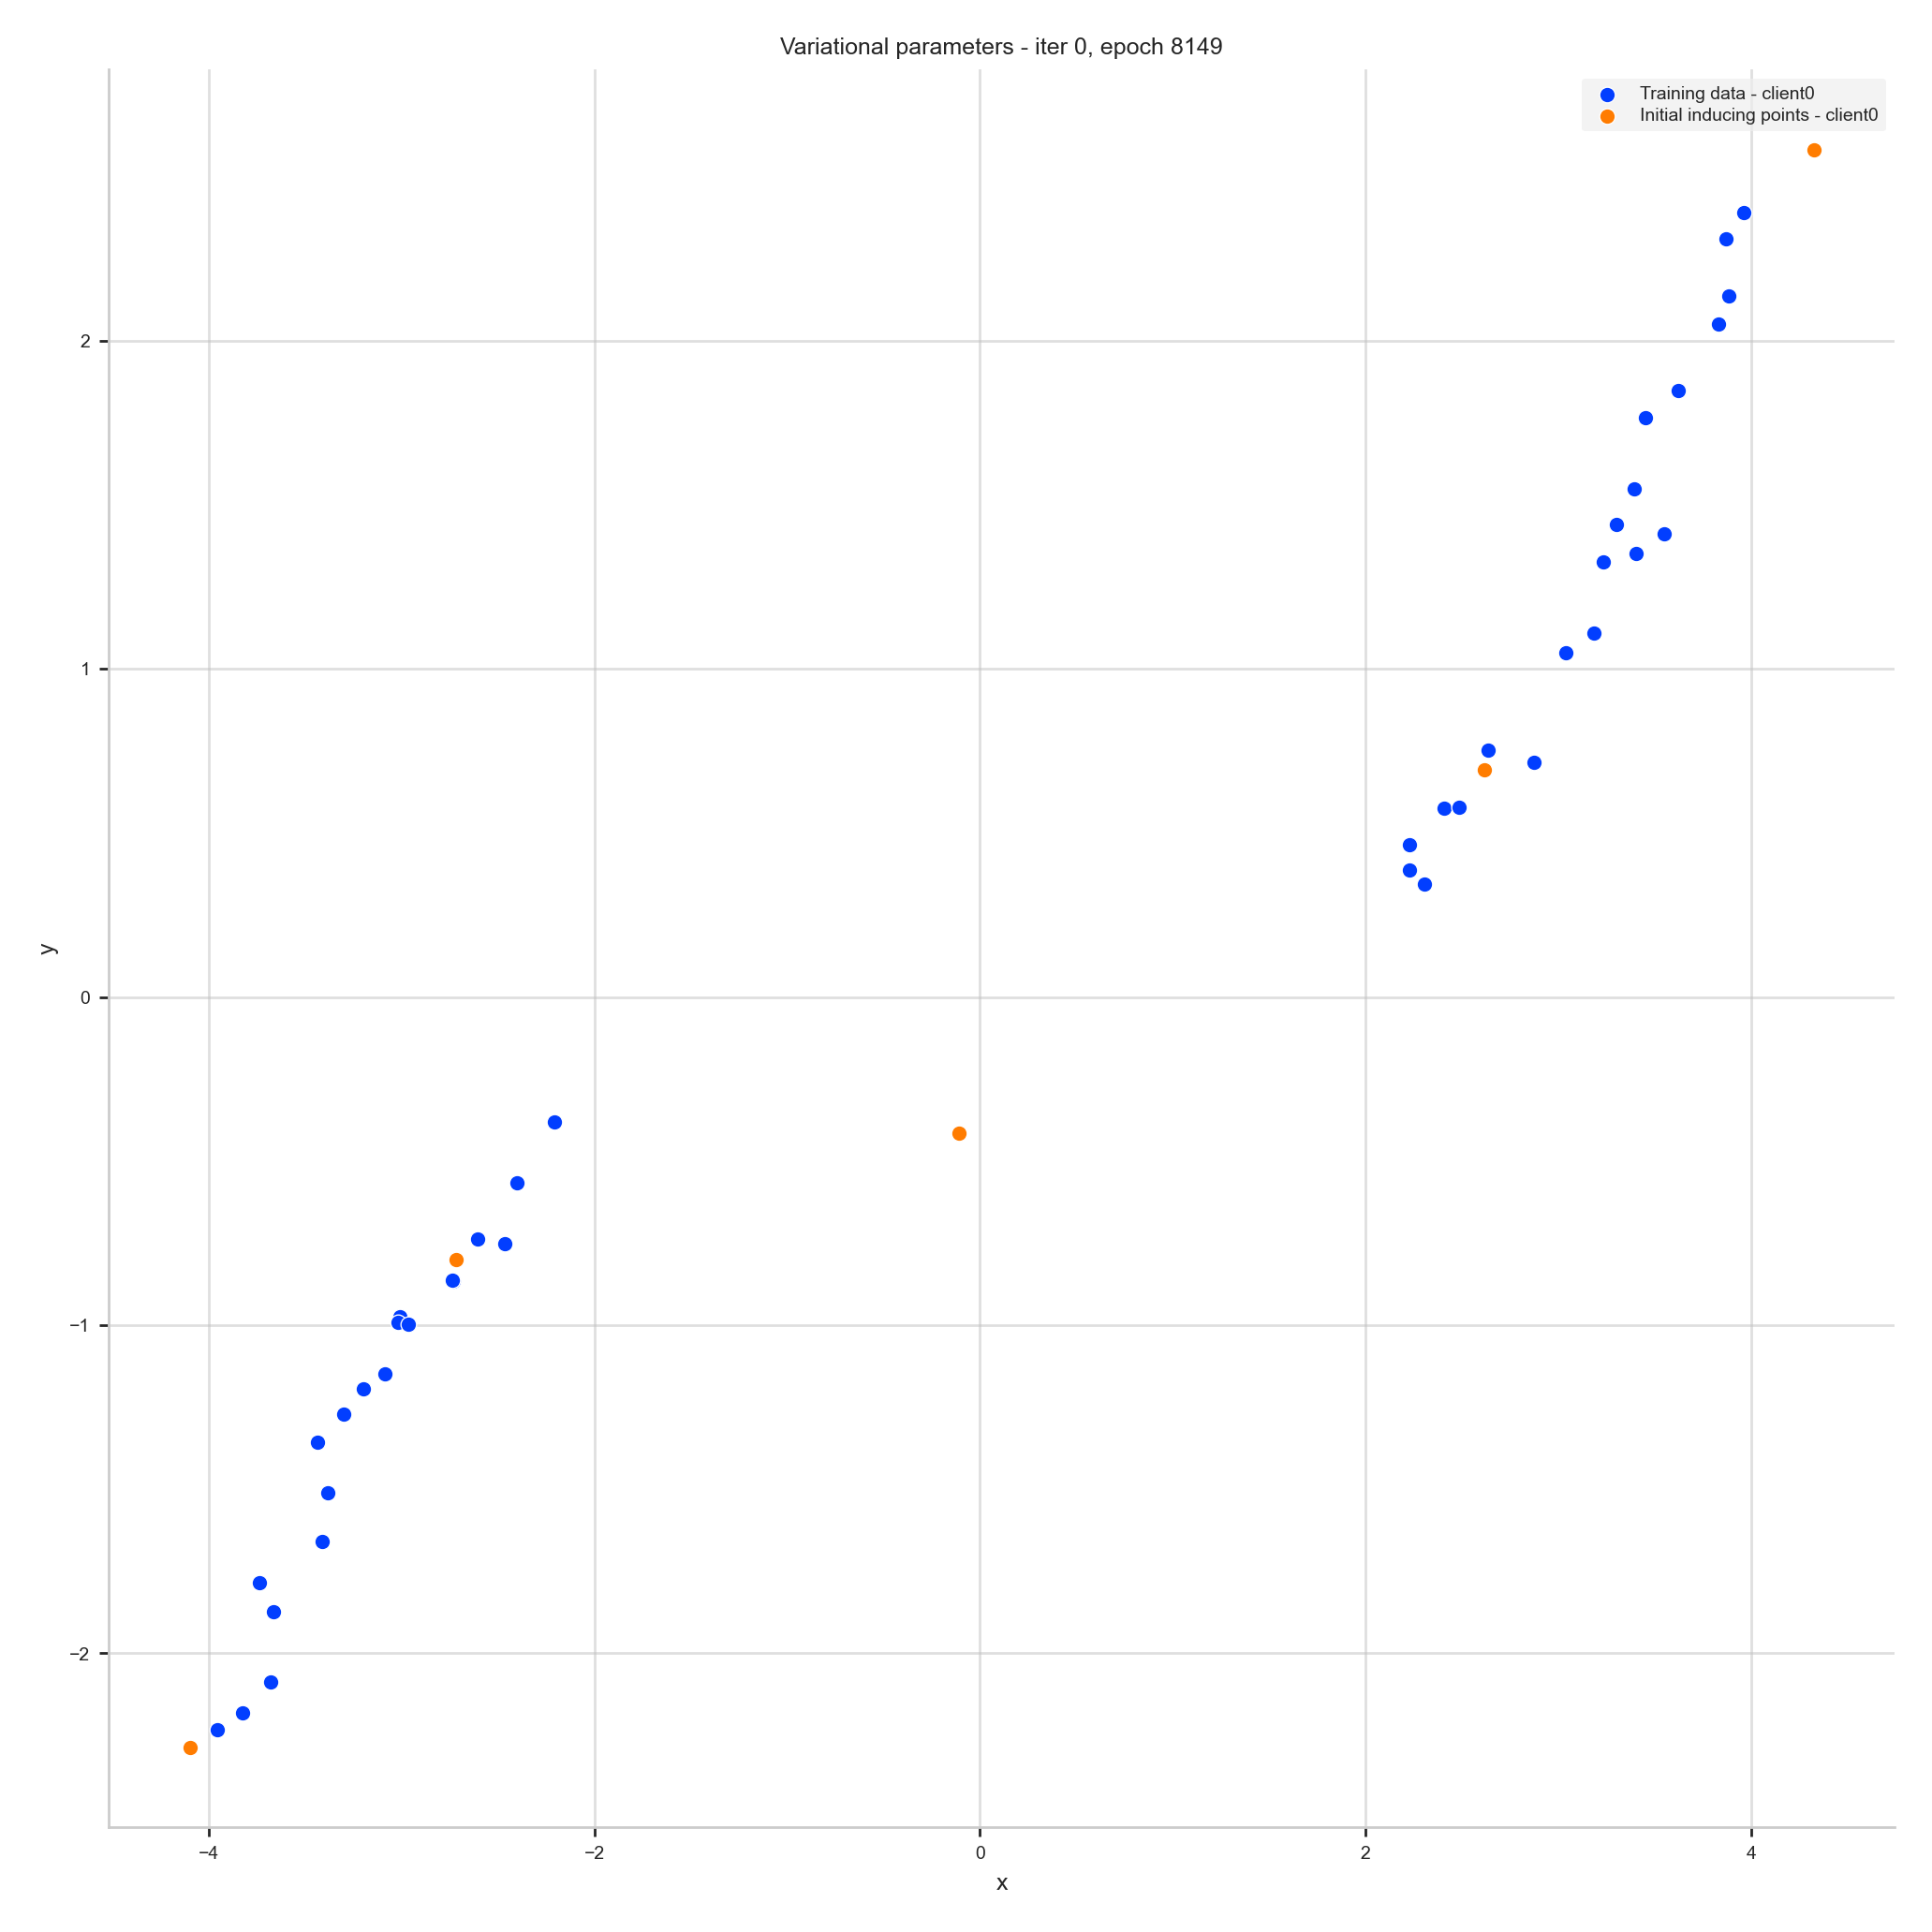 Variational parameters - iter 0, epoch 8149
Training data - client0
Initial inducing points - client0
2
1
0
−1
−2
y
−4
−2
0
2
4
x